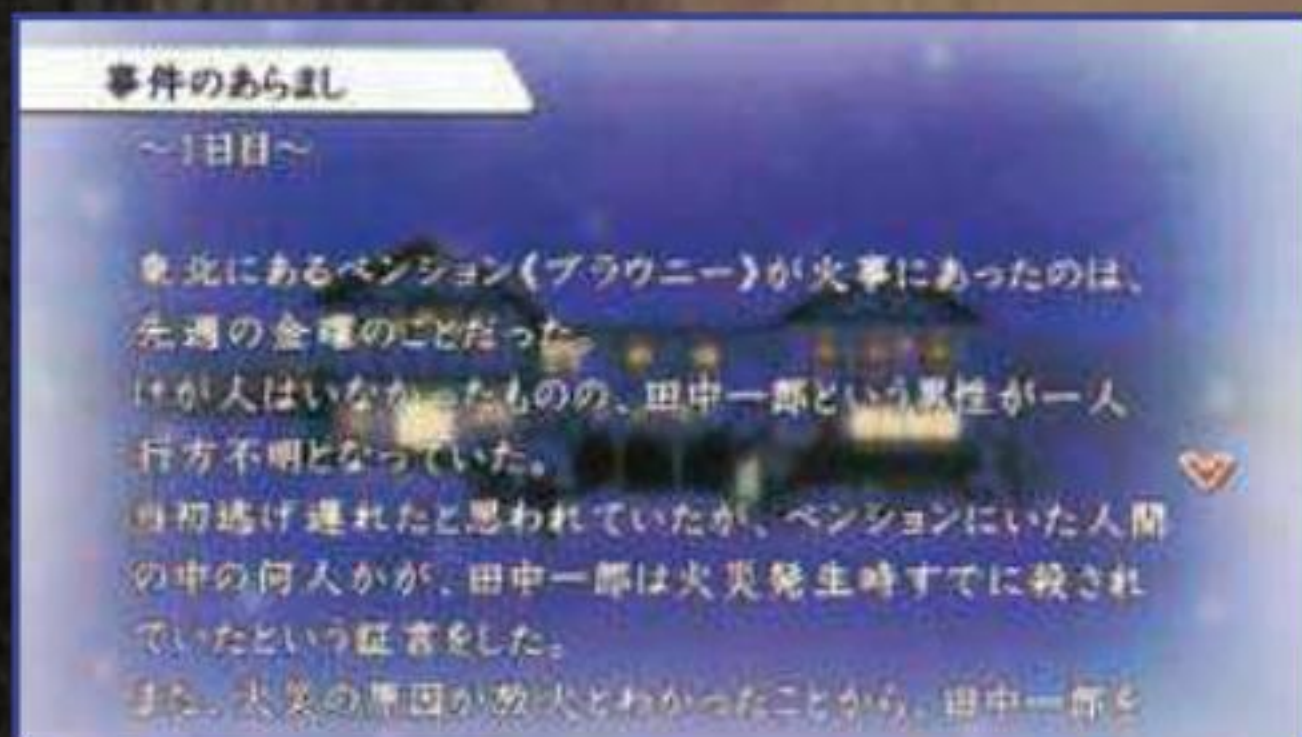 事件のあらまし
～1日目～
東北にあるペンション《ブラウニー》が火事にあったのは、
先週の金曜のことだった。
けが人はいなかったものの、田中一郎という男性が一人
行方不明となっていた。
当初逃げ遅れたと思われていたが、ペンションにいた人間
の中の何人かが、田中一郎は火災発生時すでに殺され
ていたという証言をした。
また、火災の原因が放火とわかったことから、田中一郎を